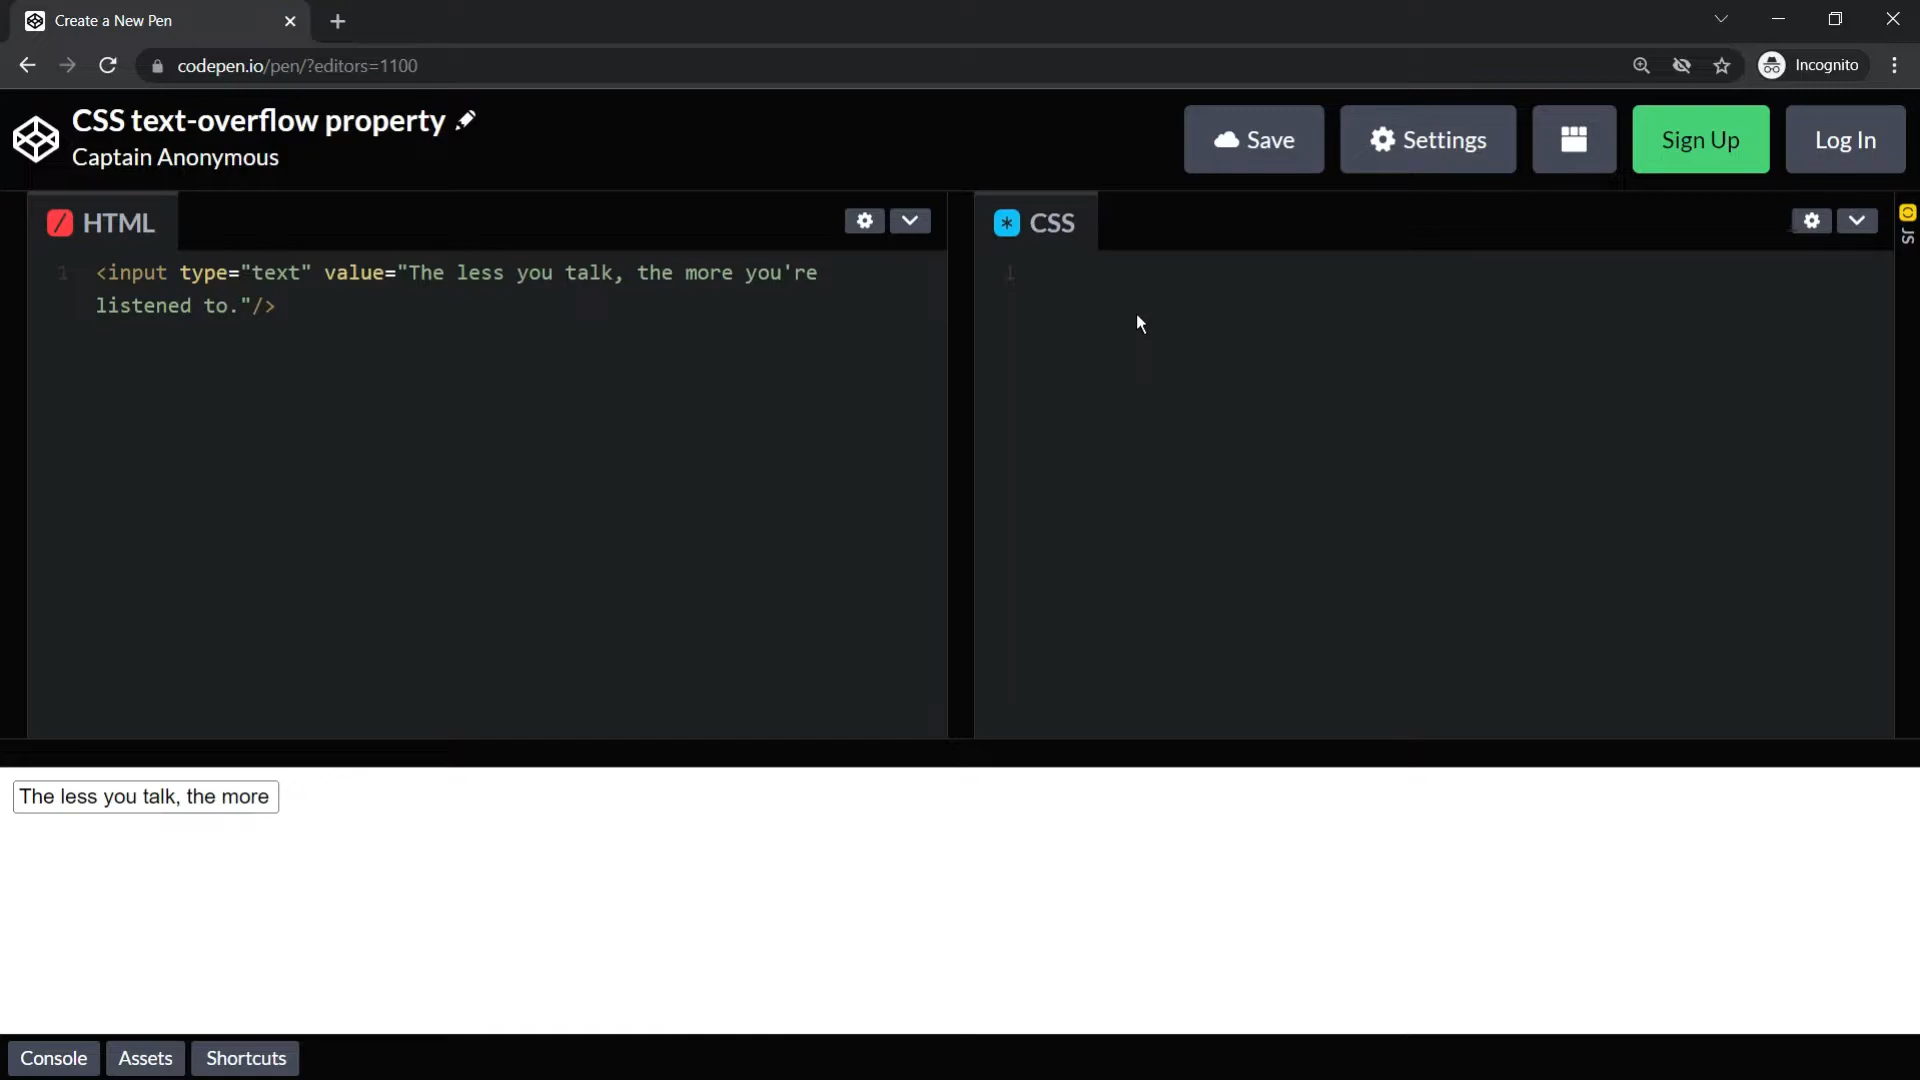 Create a New Pen
codepen.io/pen/?editors=1100
Incognito
CSS text-overflow property
Captain Anonymous
Save
Settings
Sign Up
Log In
HTML
CSS
JS
1 <input type="text" value="The less you talk, the more you're
listened to."/>
1
The less you talk, the more
Console
Assets
Shortcuts